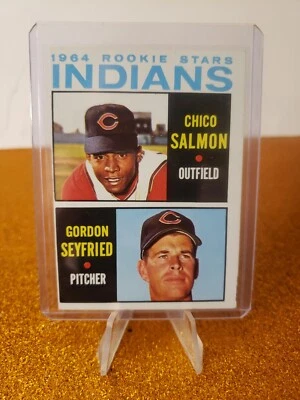 1964 ROOKIE STARS
INDIANS
CHICO
SALMON
OUTFIELD
GORDON
SEYFRIED
PITCHER